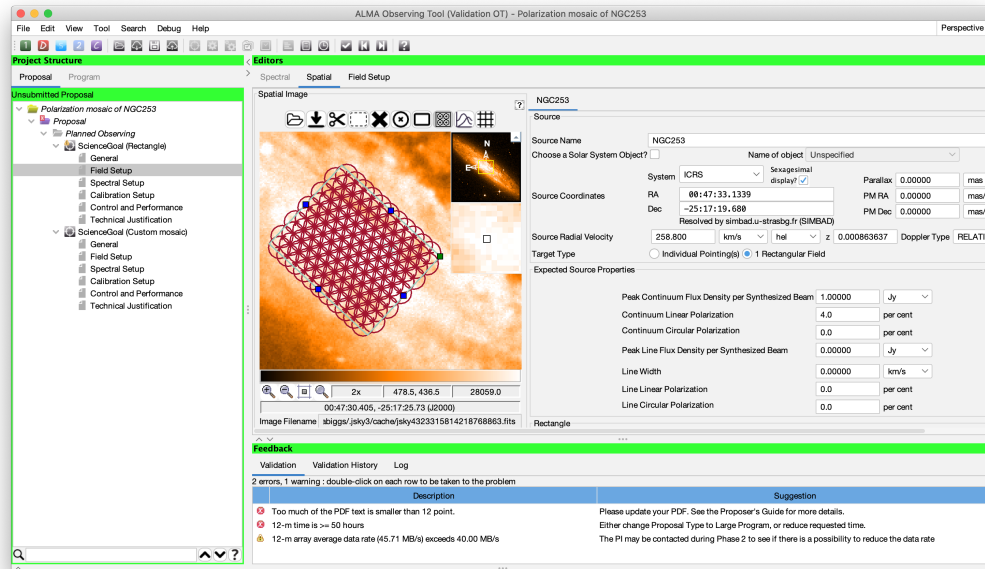 ALMA Observing Tool (Validation OT) - Polarization mosaic of NGC253
File Edit View Tool Search Debug Help
Perspective
Project Structure
Editors
Proposal Program
Spectral Spatial Field Setup
Unsubmitted Proposal
Polarization mosaic of NGC253
Proposal
Planned Observing
ScienceGoal (Rectangle)
General
Field Setup
Spectral Setup
Calibration Setup
Control and Performance
Technical Justification
ScienceGoal (Custom mosaic)
General
Field Setup
Spectral Setup
Calibration Setup
Control and Performance
Technical Justification
Spatial Image
?
N
E
2x 478.5, 436.5 28059.0
00:47:30.405, -25:17:25.73 (J2000)
Image Filename biggs/.jsky3/cache/jsky4323315814218768863.fits
NGC253
Source
Source Name NGC253
Choose a Solar System Object? Name of object Unspecified
Source Coordinates
System ICRS Sexagesimal display?
Parallax 0.00000 mas
RA 00:47:33.1339
PM RA 0.00000 mas/
Dec -25:17:19.680
PM Dec 0.00000 mas/
Resolved by simbad.u-strasbg.fr (SIMBAD)
Source Radial Velocity 258.800 km/s hel z 0.000863637 Doppler Type RELATI
Target Type Individual Pointing(s) 1 Rectangular Field
Expected Source Properties
Peak Continuum Flux Density per Synthesized Beam 1.00000 Jy
Continuum Linear Polarization 4.0 per cent
Continuum Circular Polarization 0.0 per cent
Peak Line Flux Density per Synthesized Beam 0.00000 Jy
Line Width 0.00000 km/s
Line Linear Polarization 0.0 per cent
Line Circular Polarization 0.0 per cent
Rectangle
Feedback
Validation Validation History Log
2 errors, 1 warning : double-click on each row to be taken to the problem
Description Suggestion
Too much of the PDF text is smaller than 12 point. Please update your PDF. See the Proposer's Guide for more details.
12-m time is >= 50 hours Either change Proposal Type to Large Program, or reduce requested time.
12-m array average data rate (45.71 MB/s) exceeds 40.00 MB/s The PI may be contacted during Phase 2 to see if there is a possibility to reduce the data rate
?